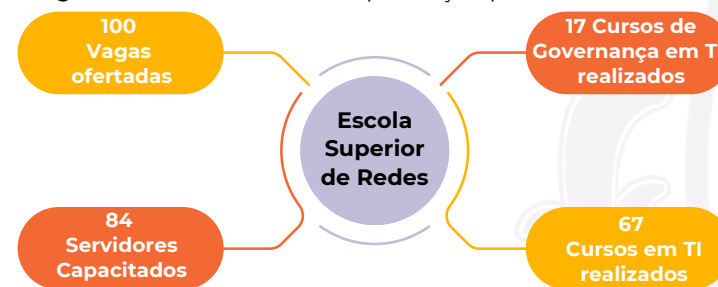 100
Vagas
ofertadas
17 Cursos de
Governança em T
realizados
Escola
Superior
de Redes
84
Servidores
Capacitados
67
Cursos em TI
realizados